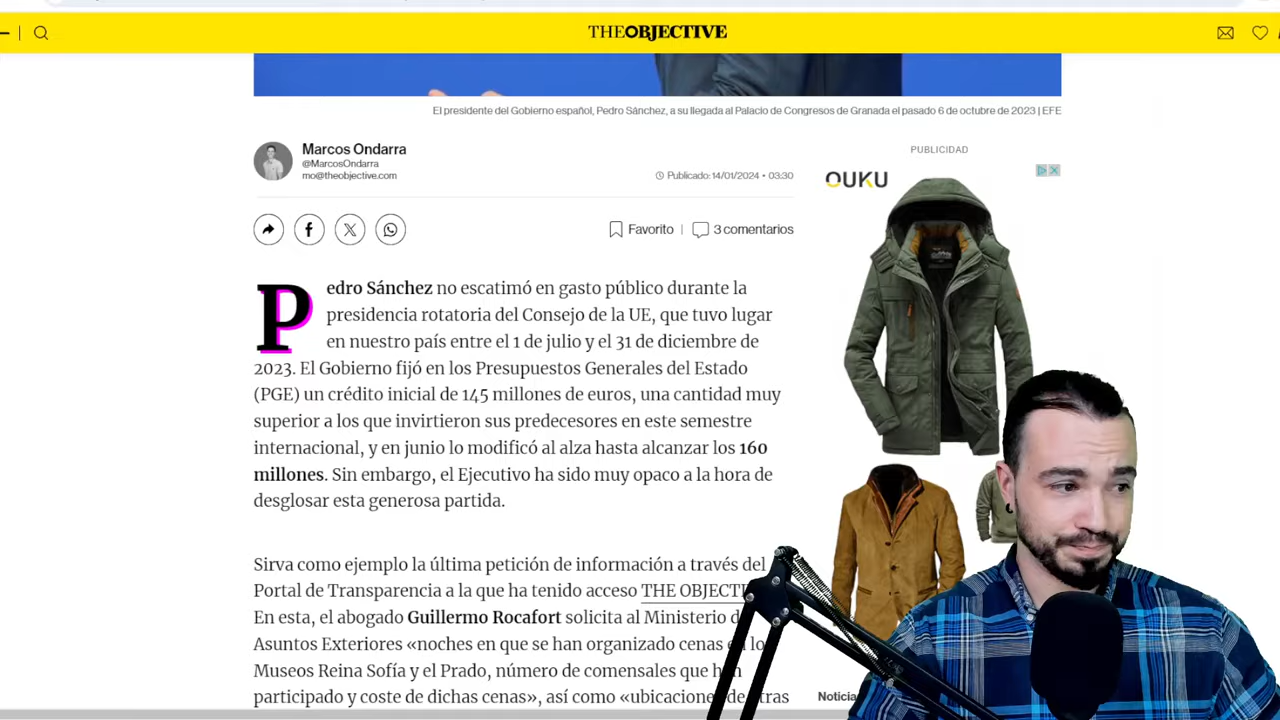 THEOBJECTIVE
El presidente del Gobierno español, Pedro Sánchez, a su llegada al Palacio de Congresos de Granada el pasado 6 de octubre de 2023 | EFE
Marcos Ondarra
@MarcosOndarra
mo@theobjective.com
Publicado: 14/01/2024 • 03:30
Favorito | 3 comentarios
Pedro Sánchez no escatimó en gasto público durante la
presidencia rotatoria del Consejo de la UE, que tuvo lugar
en nuestro país entre el 1 de julio y el 31 de diciembre de
2023. El Gobierno fijó en los Presupuestos Generales del Estado
(PGE) un crédito inicial de 145 millones de euros, una cantidad muy
superior a los que invirtieron sus predecesores en este semestre
internacional, y en junio lo modificó al alza hasta alcanzar los 160
millones. Sin embargo, el Ejecutivo ha sido muy opaco a la hora de
desglosar esta generosa partida.
Sirva como ejemplo la última petición de información a través del
Portal de Transparencia a la que ha tenido acceso THE OBJECTI
En esta, el abogado Guillermo Rocafort solicita al Ministerio d
Asuntos Exteriores «noches en que se han organizado cenas e lo
Museos Reina Sofía y el Prado, número de comensales que h n
participado y coste de dichas cenas», así como «ubicacione de tras
PUBLICIDAD
OUKU
Noticia